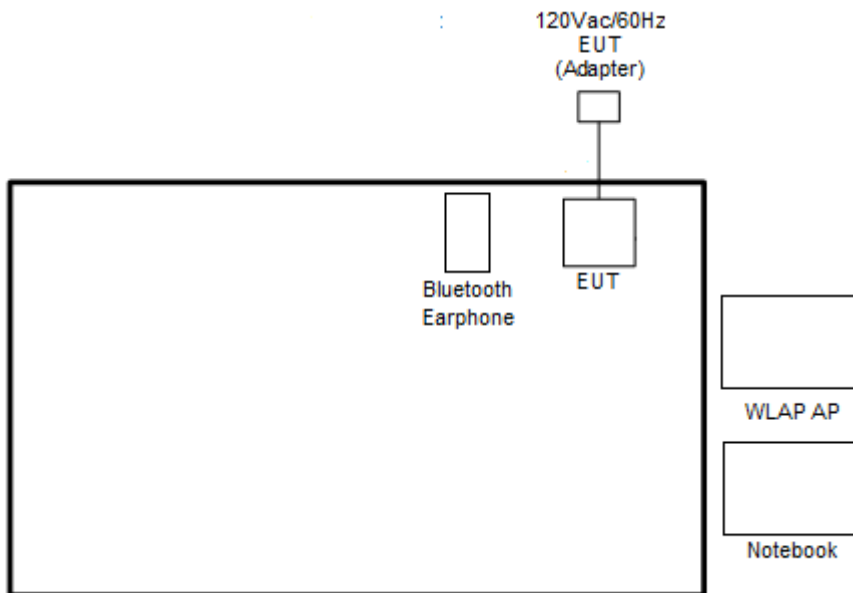 :
120Vac/60Hz
EUT
(Adapter)
Bluetooth
Earphone
EUT
WLAP AP
Notebook